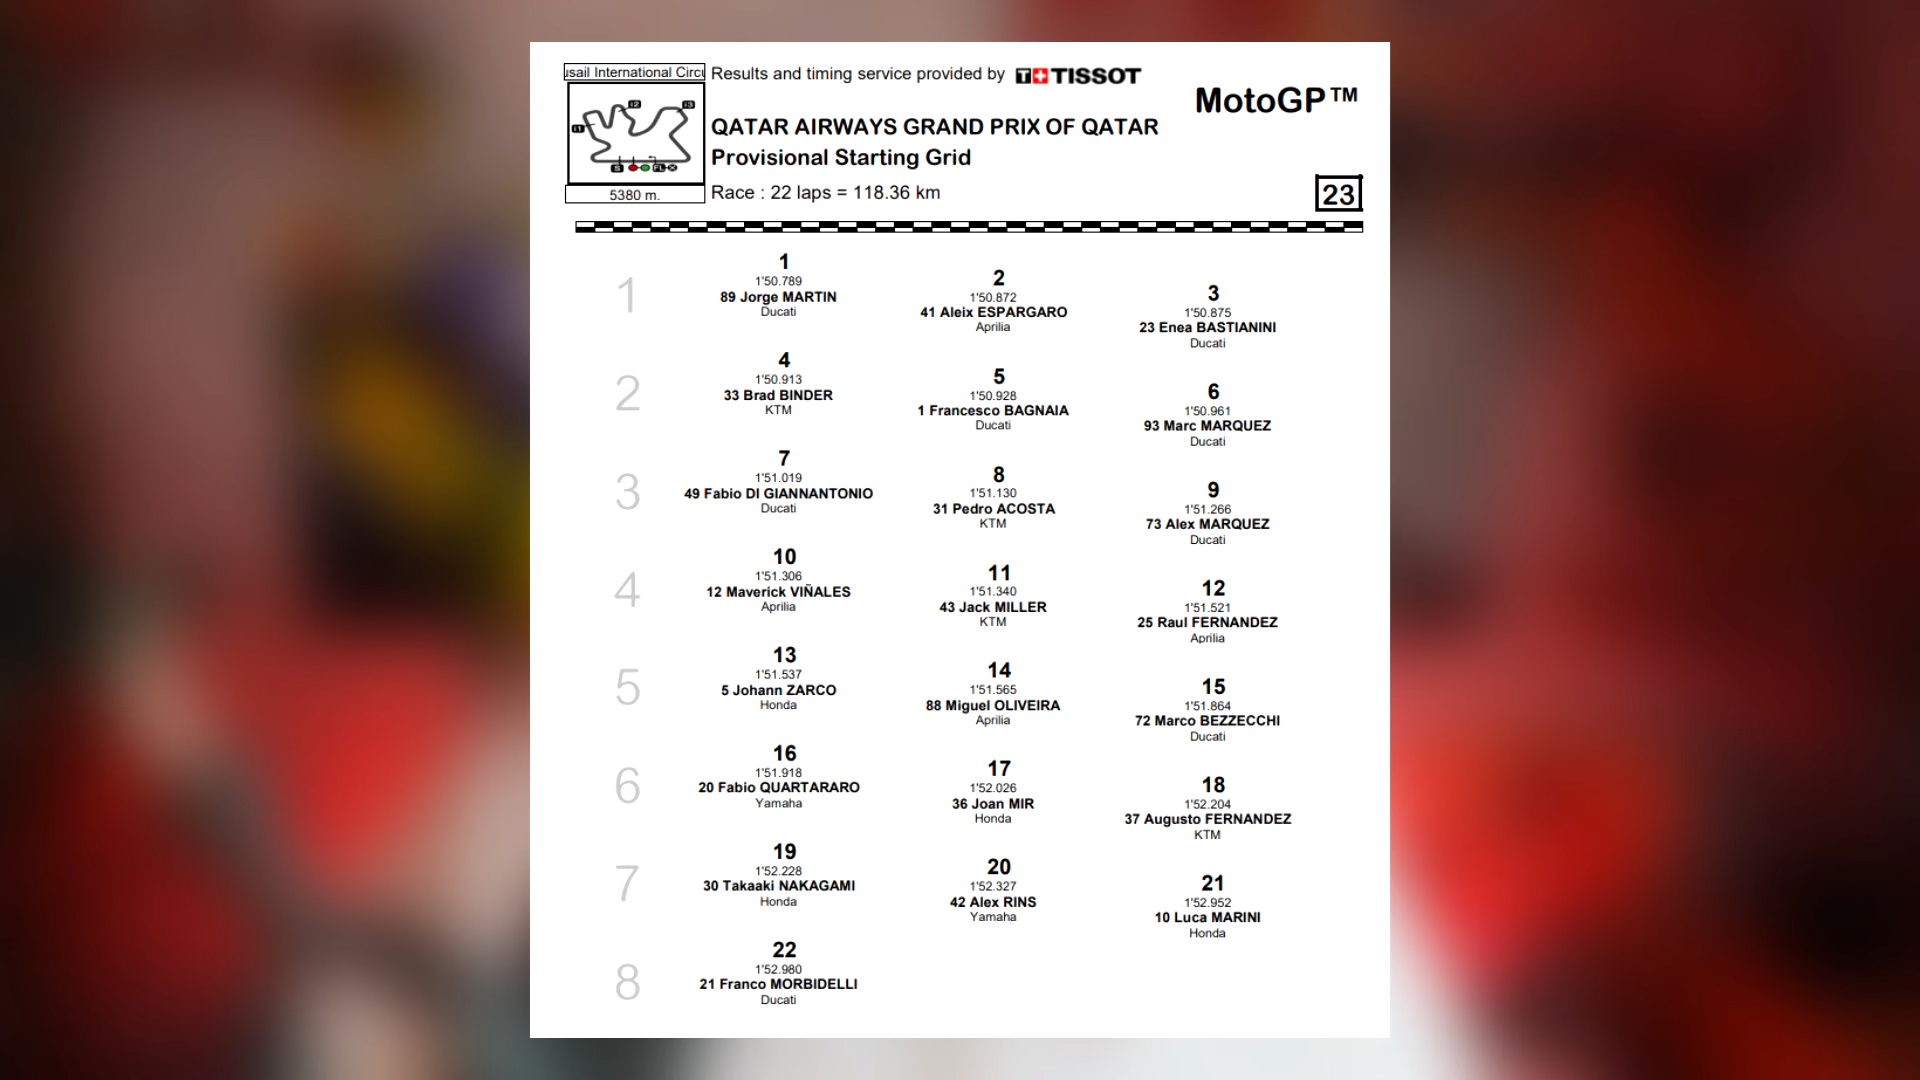 usail International Circu
Results and timing service provided by TISSOT
MotoGP™
QATAR AIRWAYS GRAND PRIX OF QATAR
Provisional Starting Grid
5380 m.
Race : 22 laps = 118.36 km
23
I1
I2
I3
S
FL
1
1
1'50.789
89 Jorge MARTIN
Ducati
2
1'50.872
41 Aleix ESPARGARO
Aprilia
3
1'50.875
23 Enea BASTIANINI
Ducati
2
4
1'50.913
33 Brad BINDER
KTM
5
1'50.928
1 Francesco BAGNAIA
Ducati
6
1'50.961
93 Marc MARQUEZ
Ducati
3
7
1'51.019
49 Fabio DI GIANNANTONIO
Ducati
8
1'51.130
31 Pedro ACOSTA
KTM
9
1'51.266
73 Alex MARQUEZ
Ducati
4
10
1'51.306
12 Maverick VIÑALES
Aprilia
11
1'51.340
43 Jack MILLER
KTM
12
1'51.521
25 Raul FERNANDEZ
Aprilia
5
13
1'51.537
5 Johann ZARCO
Honda
14
1'51.565
88 Miguel OLIVEIRA
Aprilia
15
1'51.864
72 Marco BEZZECCHI
Ducati
6
16
1'51.918
20 Fabio QUARTARARO
Yamaha
17
1'52.026
36 Joan MIR
Honda
18
1'52.204
37 Augusto FERNANDEZ
KTM
7
19
1'52.228
30 Takaaki NAKAGAMI
Honda
20
1'52.327
42 Alex RINS
Yamaha
21
1'52.952
10 Luca MARINI
Honda
8
22
1'52.980
21 Franco MORBIDELLI
Ducati